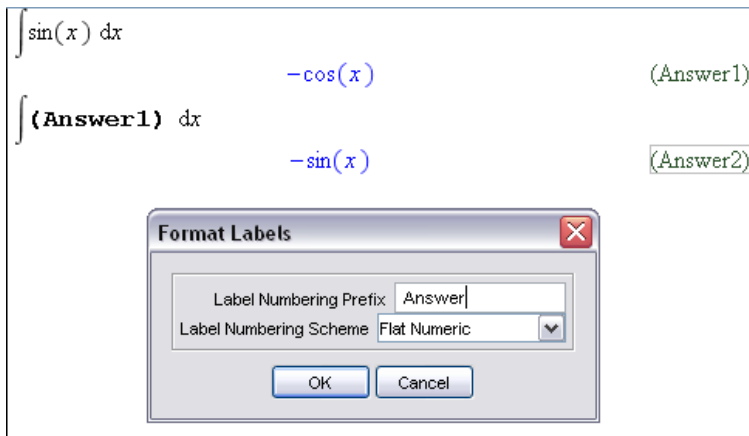 ∫sin(x) dx
−cos(x) (Answer1)
∫(Answer1) dx
−sin(x) (Answer2)
Format Labels
Label Numbering Prefix Answer
Label Numbering Scheme Flat Numeric
OK Cancel